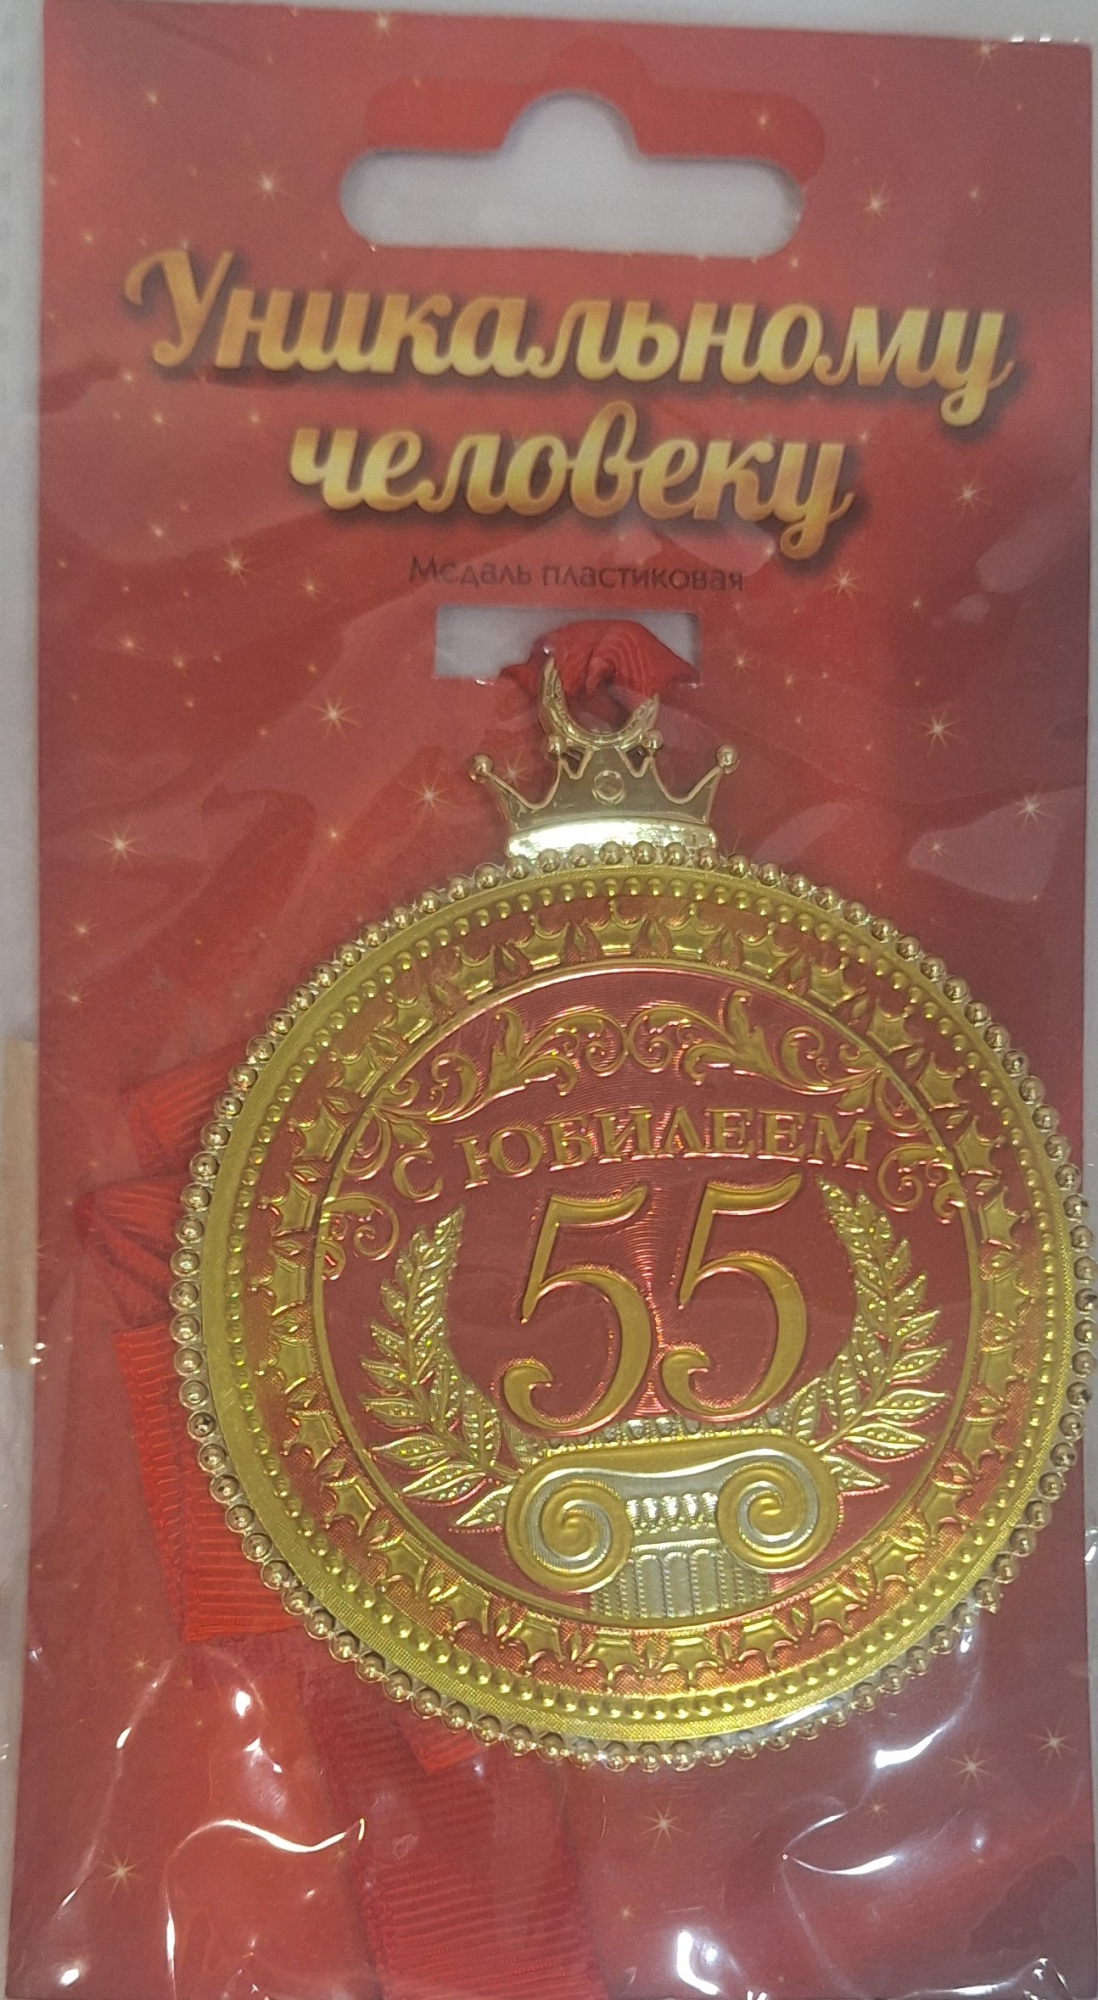 Уникальному
человеку
Медаль пластиковая
С ЮБИЛЕЕМ
55